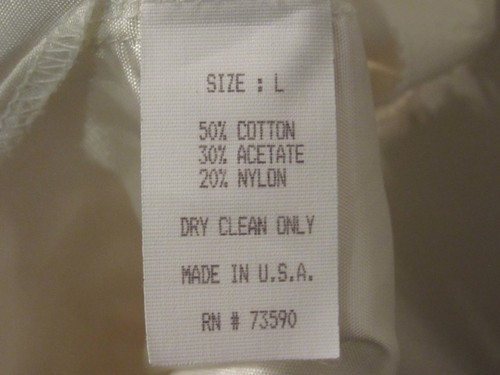 SIZE : L
50% COTTON
30% ACETATE
20% NYLON
DRY CLEAN ONLY
MADE IN U.S.A.
RN # 73590